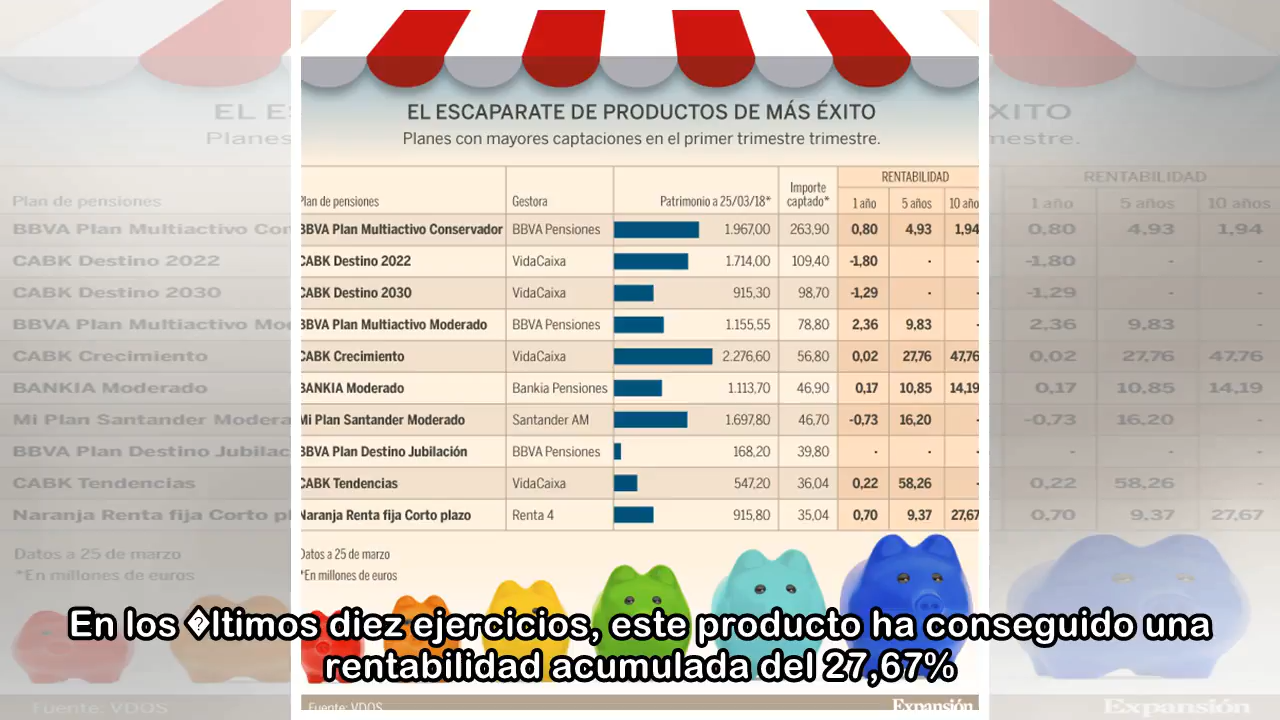 EL ESCAPARATE DE PRODUCTOS DE MÁS ÉXITO
Planes con mayores captaciones en el primer trimestre trimestre.
Plan de pensiones Gestora Patrimonio a 25/03/18* Importe captado* RENTABILIDAD 1 año 5 años 10 años
BBVA Plan Multiactivo Conservador BBVA Pensiones 1.967,00 263,90 0,80 4,93 1,94
CABK Destino 2022 VidaCaixa 1.714,00 109,40 -1,80 - -
CABK Destino 2030 VidaCaixa 915,30 98,70 -1,29 - -
BBVA Plan Multiactivo Moderado BBVA Pensiones 1.155,55 78,80 2,36 9,83 -
CABK Crecimiento VidaCaixa 2.276,60 56,80 0,02 27,76 47,76
BANKIA Moderado Bankia Pensiones 1.113,70 46,90 0,17 10,85 14,19
Mi Plan Santander Moderado Santander AM 1.697,80 46,70 -0,73 16,20 -
BBVA Plan Destino Jubilación BBVA Pensiones 168,20 39,80 - - -
CABK Tendencias VidaCaixa 547,20 36,04 0,22 58,26 -
Naranja Renta fija Corto plazo Renta 4 915,80 35,04 0,70 9,37 27,67
Datos a 25 de marzo
*En millones de euros
En los �ltimos diez ejercicios, este producto ha conseguido una
rentabilidad acumulada del 27,67%
Fuente: VDOS Expansión